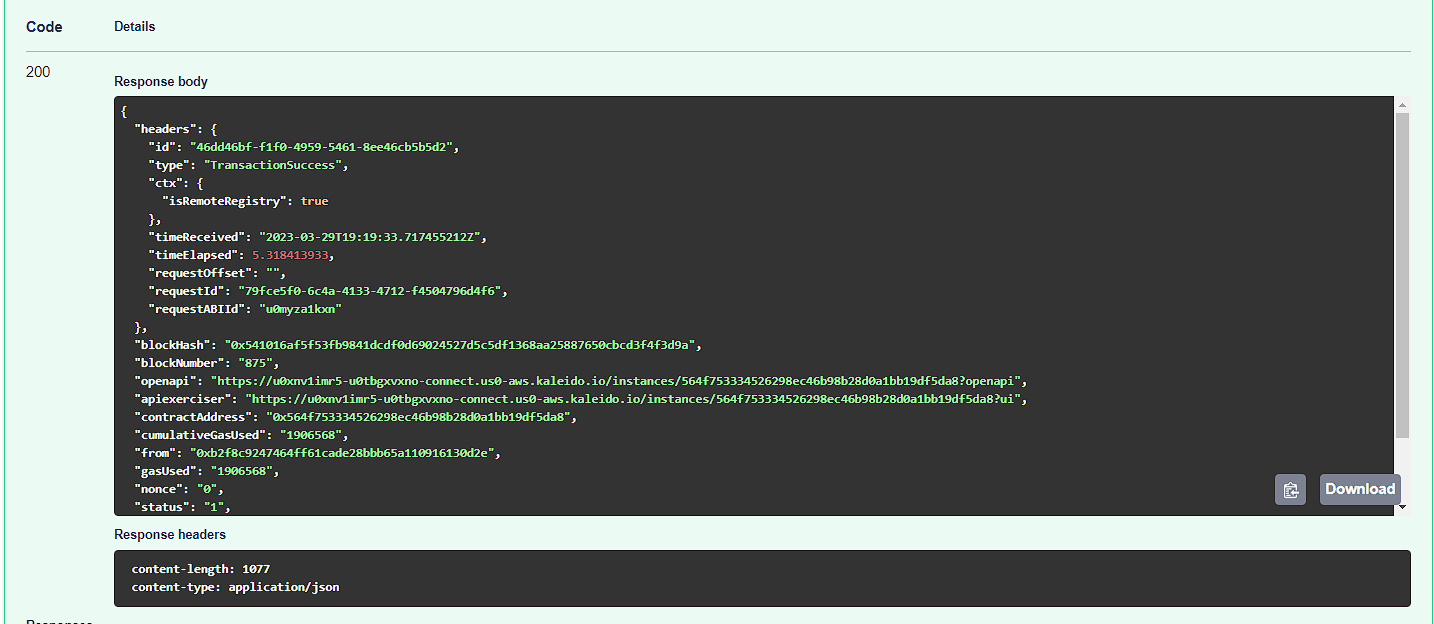 Code Details
200
Response body
{
"headers": {
"id": "46dd46bf-f1f0-4959-5461-8ee46cb5b5d2",
"type": "TransactionSuccess",
"ctx": {
"isRemoteRegistry": true
},
"timeReceived": "2023-03-29T19:19:33.717455212Z",
"timeElapsed": 5.318413933,
"requestOffset": "",
"requestId": "79fce5f0-6c4a-4133-4712-f4504796d4f6",
"requestABIId": "u0myza1kxn"
},
"blockHash": "0x541016af5f53fb9841dcdf0d69024527d5c5df1368aa25887650cbcd3f4f3d9a",
"blockNumber": "875",
"openapi": "https://u0xnv1imr5-u0tbgxvxno-connect.us0-aws.kaleido.io/instances/564f753334526298ec46b98b28d0a1bb19df5da8?openapi",
"apiexerciser": "https://u0xnv1imr5-u0tbgxvxno-connect.us0-aws.kaleido.io/instances/564f753334526298ec46b98b28d0a1bb19df5da8?ui",
"contractAddress": "0x564f753334526298ec46b98b28d0a1bb19df5da8",
"cumulativeGasUsed": "1906568",
"from": "0xb2f8c9247464ff61cade28bbb65a110916130d2e",
"gasUsed": "1906568",
"nonce": "0",
"status": "1",
Download
Response headers
content-length: 1077
content-type: application/json
Responses